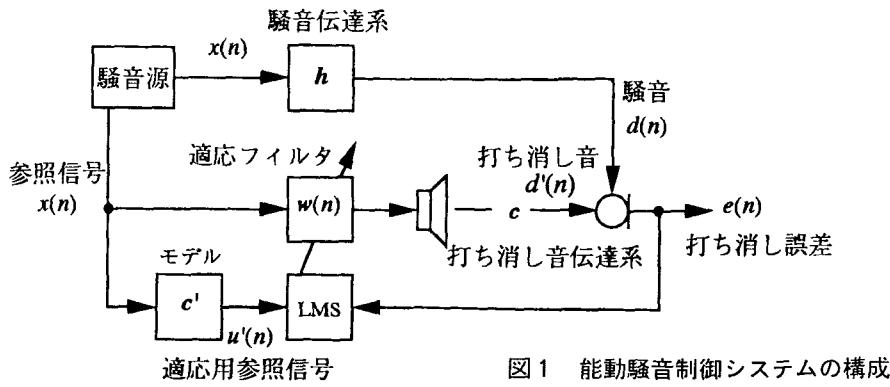 騒音伝達系
x(n)
騒音源
h
騒音
d(n)
適応フィルタ
打ち消し音
d'(n)
参照信号
x(n)
w(n)
c
e(n)
打ち消し誤差
打ち消し音伝達系
モデル
c'
LMS
u'(n)
適応用参照信号
図1 能動騒音制御システムの構成